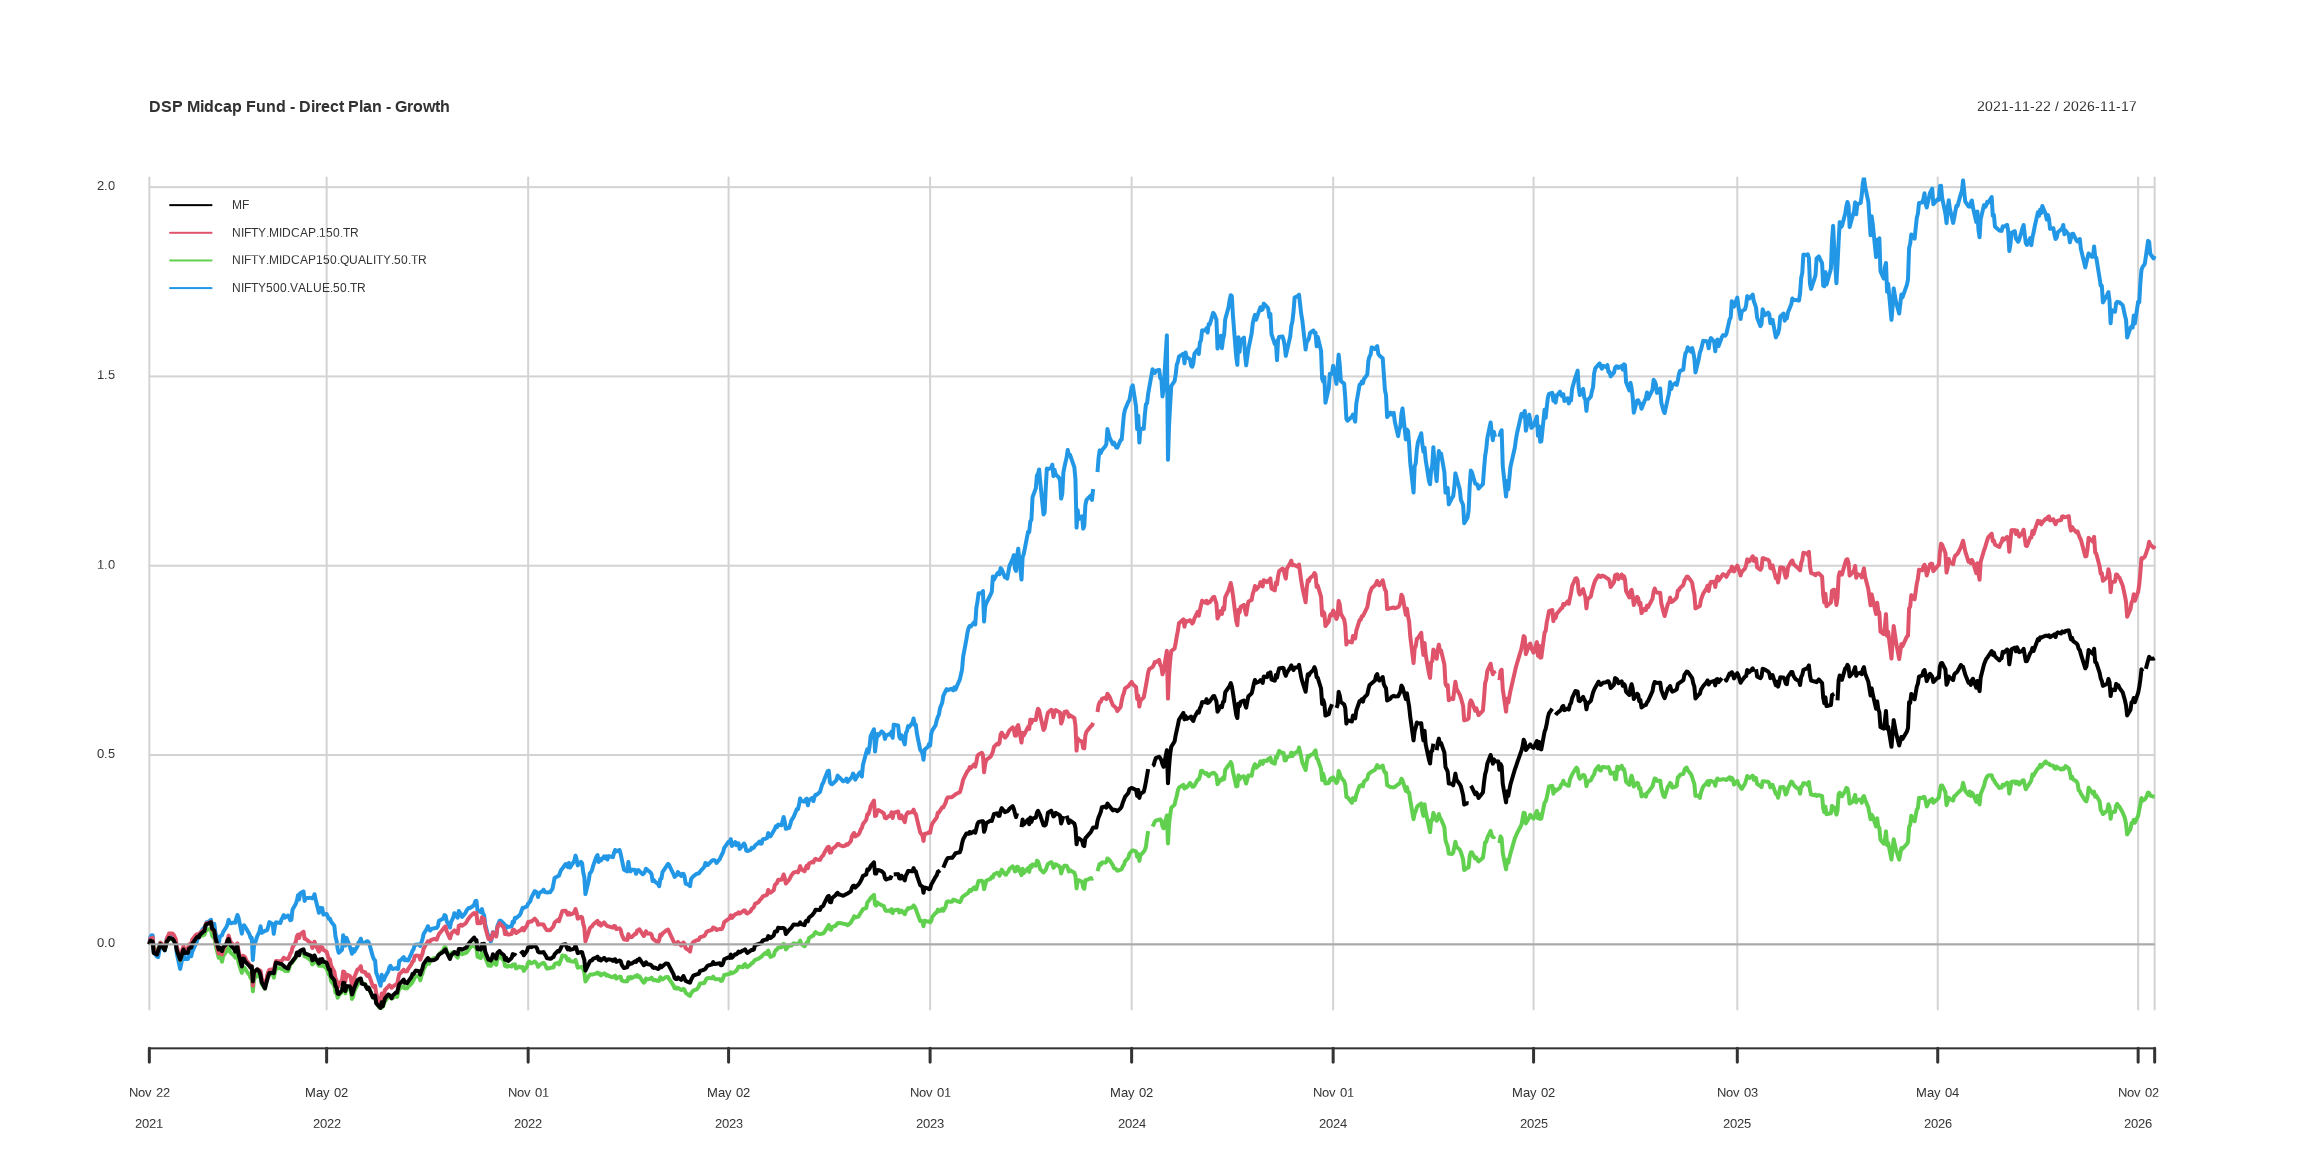 DSP Midcap Fund - Direct Plan - Growth
2021-11-22 / 2026-11-17
2.0
1.5
1.0
0.5
0.0
MF
NIFTY.MIDCAP.150.TR
NIFTY.MIDCAP150.QUALITY.50.TR
NIFTY500.VALUE.50.TR
Nov 22 May 02 Nov 01 May 02 Nov 01 May 02 Nov 01 May 02 Nov 03 May 04 Nov 02
2021 2022 2022 2023 2023 2024 2024 2025 2025 2026 2026